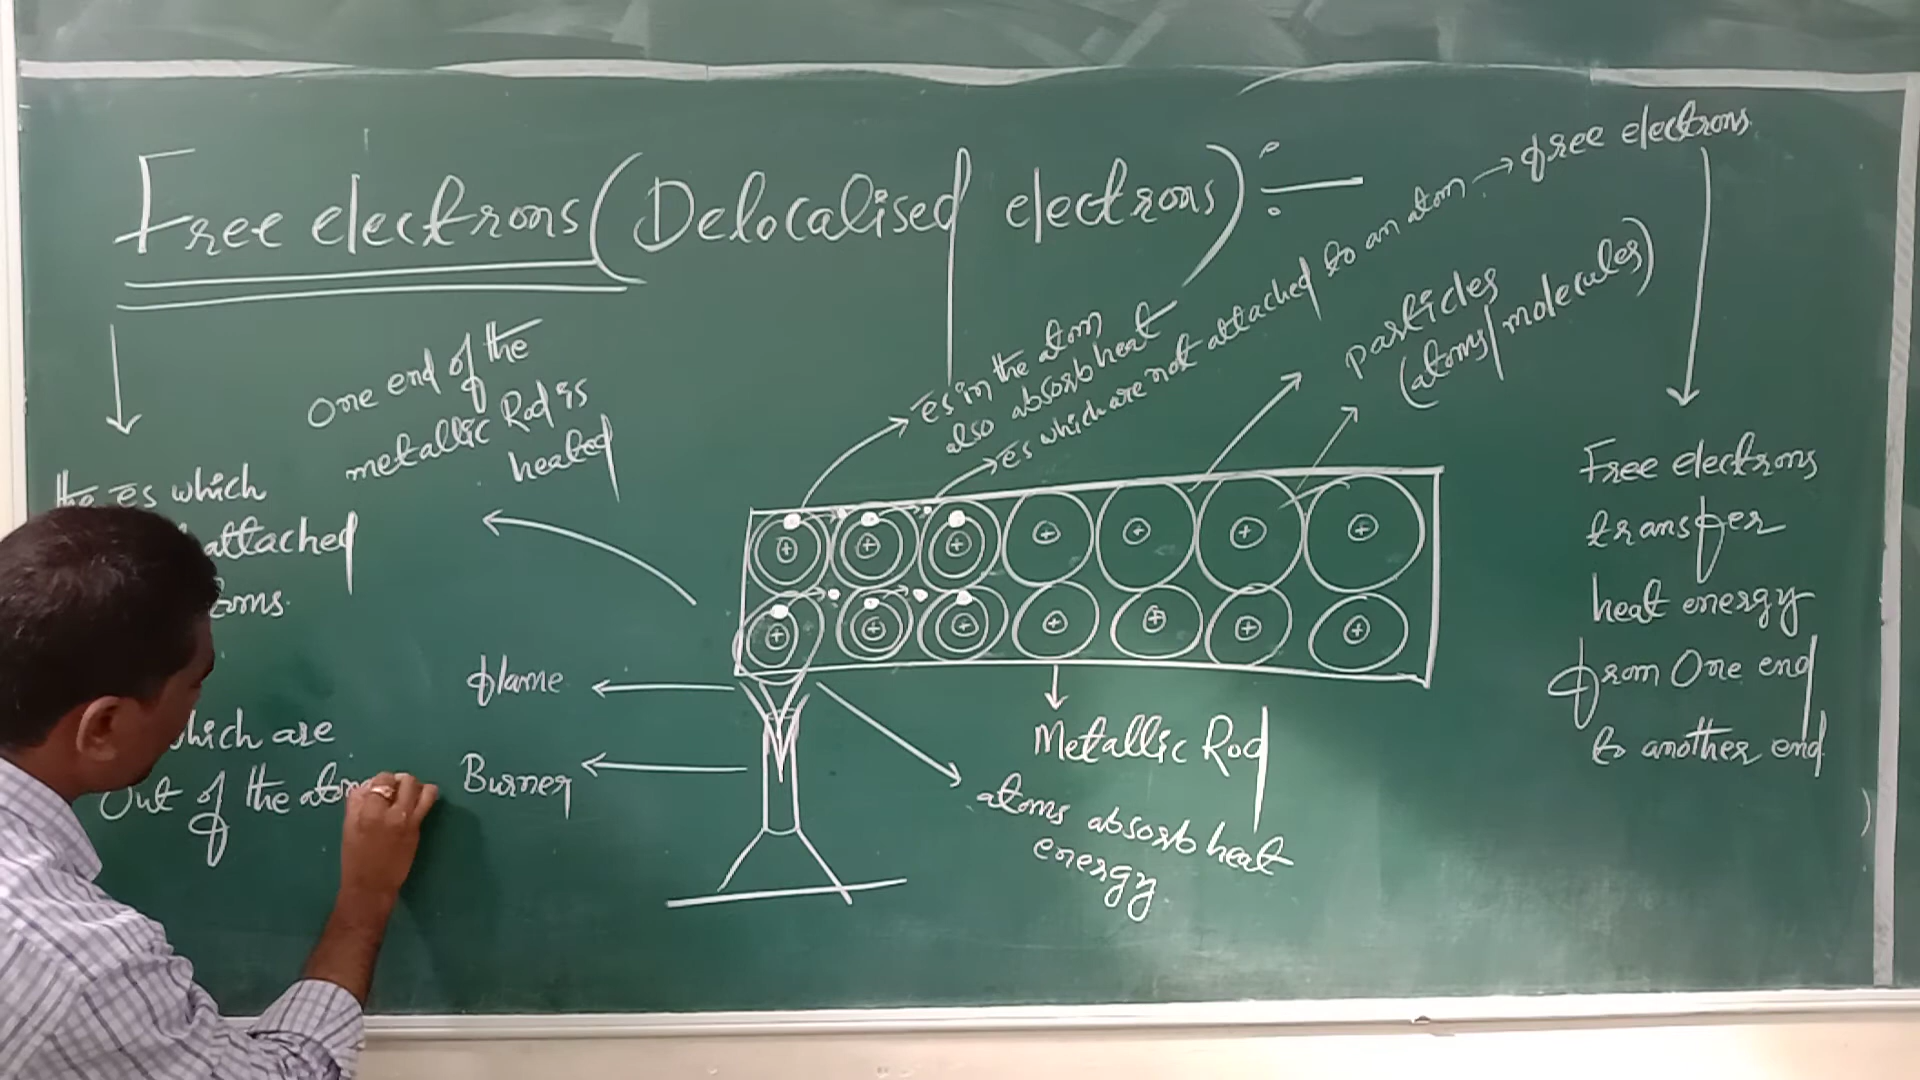 Free electrons (Delocalised electrons) :-
One end of the
metallic Rod is
heated
the ēs which
attached
which are
Out of the
flame
Burner
ēs in the atom
also absorb heat
ēs which are not attached to an atom → free electrons
particles
(atoms/molecules)
+ + + + + + +
+ + + + + + +
Metallic Rod
atoms absorb heat
energy
Free electrons
transfer
heat energy
from One end
to another end